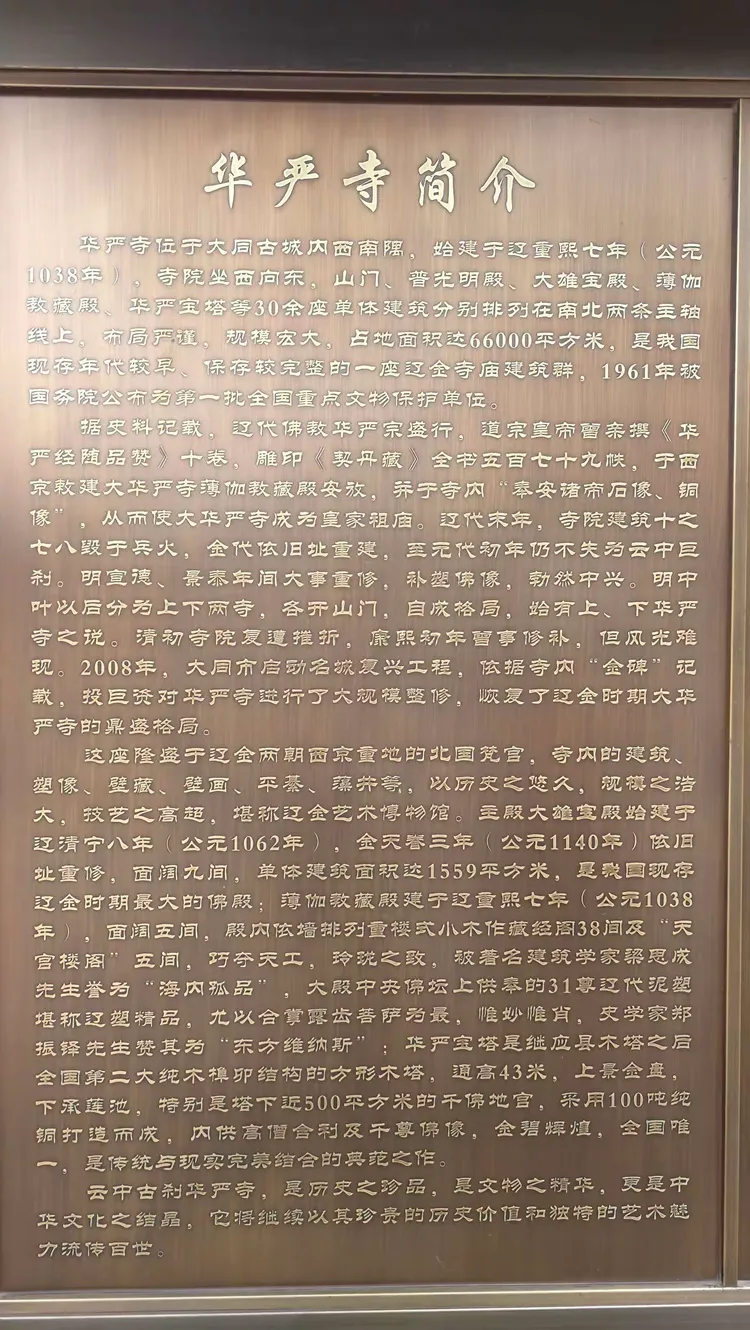 华严寺简介
华严寺位于大同古城内西南隅，始建于辽重熙七年（公元
1038年），寺院坐西向东，山门、普光明殿、大雄宝殿、薄伽
教藏殿、华严宝塔等30余座单体建筑分别排列在南北两条主轴
线上，布局严谨，规模宏大，占地面积达66000平方米，是我国
现存年代较早、保存较完整的一座辽金寺庙建筑群，1961年被
国务院公布为第一批全国重点文物保护单位。
据史料记载，辽代佛教华严宗盛行，道宗皇帝曾亲撰《华
严经随品赞》十卷，雕印《契丹藏》全书五百七十九帙，于西
京敕建大华严寺薄伽教藏殿安放，并于寺内“奉安诸帝石像、铜
像”，从而使大华严寺成为皇家祖庙。辽代末年，寺院建筑十之
七八毁于兵火，金代依旧址重建，至元代初年仍不失为云中巨
刹。明宣德、景泰年间大事重修，补塑佛像，勃然中兴。明中
叶以后分为上下两寺，各开山门，自成格局，始有上、下华严
寺之说。清初寺院复遭摧折，康熙初年曾事修补，但风光难
现。2008年，大同市启动名城复兴工程，依据寺内“金碑”记
载，投巨资对华严寺进行了大规模整修，恢复了辽金时期大华
严寺的鼎盛格局。
这座隆盛于辽金两朝西京重地的北国梵宫，寺内的建筑、
塑像、壁藏、壁画、平綦、藻井等，以历史之悠久，规模之浩
大，技艺之高超，堪称辽金艺术博物馆。主殿大雄宝殿始建于
辽清宁八年（公元1062年），金天眷三年（公元1140年）依旧
址重修，面阔九间，单体建筑面积达1559平方米，是我国现存
辽金时期最大的佛殿；薄伽教藏殿建于辽重熙七年（公元1038
年），面阔五间，殿内依墙排列重楼式小木作藏经阁38间及“天
宫楼阁”五间，巧夺天工，玲珑之致，被著名建筑学家梁思成
先生誉为“海内孤品”，大殿中央佛坛上供奉的31尊辽代泥塑
堪称辽塑精品，尤以合掌露齿菩萨为最，惟妙惟肖，史学家郑
振铎先生赞其为“东方维纳斯”；华严宝塔是继应县木塔之后
全国第二大纯木榫卯结构的方形木塔，通高43米，上景金盘，
下承莲池，特别是塔下近500平方米的千佛地宫，采用100吨纯
铜打造而成，内供高僧舍利及千尊佛像，金碧辉煌，全国唯
一，是传统与现实完美结合的典范之作。
云中古刹华严寺，是历史之珍品，是文物之精华，更是中
华文化之结晶，它将继续以其珍贵的历史价值和独特的艺术魅
力流传百世。